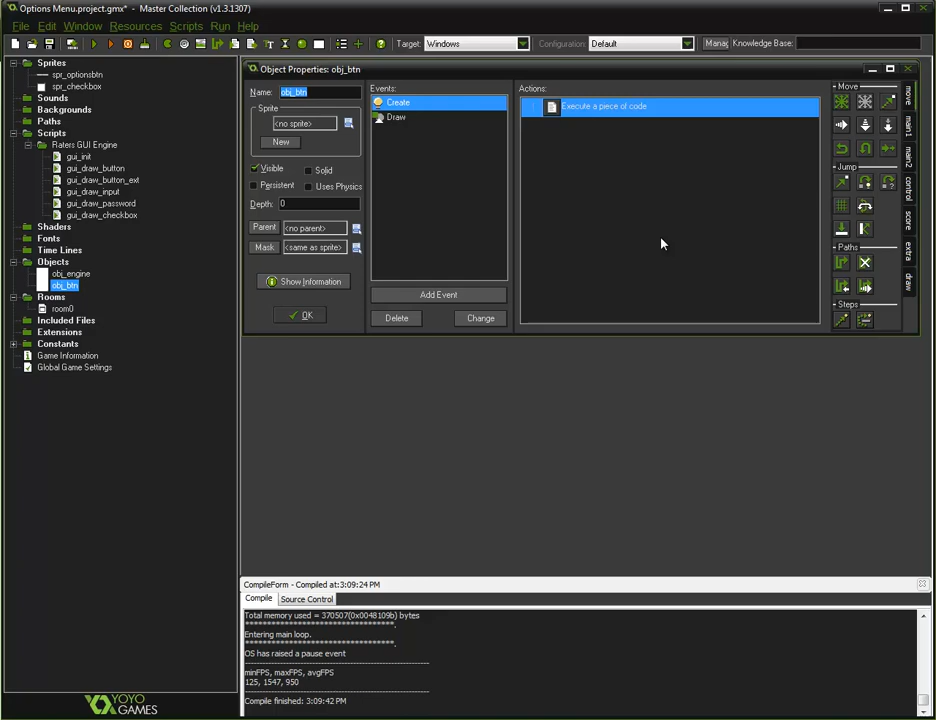 Options Menu.project.gmx* - Master Collection (v1.3.1307)
File Edit Window Resources Scripts Run Help
Target: Windows Configuration: Default Manag Knowledge Base:
Sprites
spr_optionsbtn
spr_checkbox
Sounds
Backgrounds
Paths
Scripts
Raters GUI Engine
gui_init
gui_draw_button
gui_draw_button_ext
gui_draw_input
gui_draw_password
gui_draw_checkbox
Shaders
Fonts
Time Lines
Objects
obj_engine
obj_btn
Rooms
room0
Included Files
Extensions
Constants
Game Information
Global Game Settings
YOYO
GAMES
Object Properties: obj_btn
Name: obj_btn
Sprite
<no sprite>
New
Visible
Solid
Persistent
Uses Physics
Depth: 0
Parent <no parent>
Mask <same as sprite>
Show Information
OK
Events:
Create
Draw
Add Event
Delete
Change
Actions:
Execute a piece of code
Move
Jump
Paths
Steps
move
main1
main2
control
score
extra
draw
CompileForm - Compiled at:3:09:24 PM
Compile Source Control
Total memory used = 370507(0x0048109b) bytes
**********************************.
Entering main loop.
**********************************.
OS has raised a pause event
--------------------------------------------------------------
minFPS, maxFPS, avgFPS
125, 1547, 950
--------------------------------------------------------------
Compile finished: 3:09:42 PM